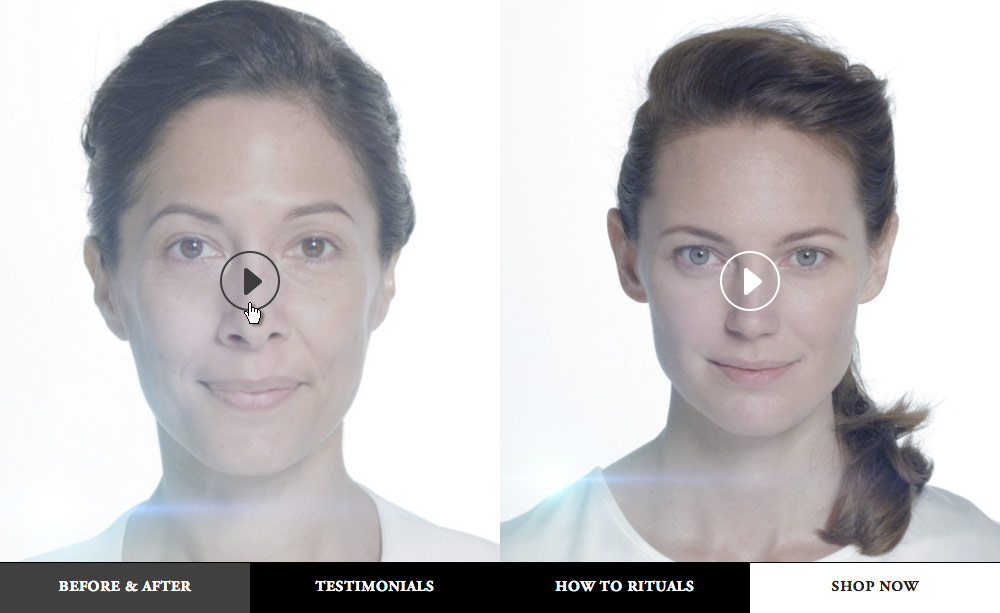 BEFORE & AFTER
TESTIMONIALS
HOW TO RITUALS
SHOP NOW